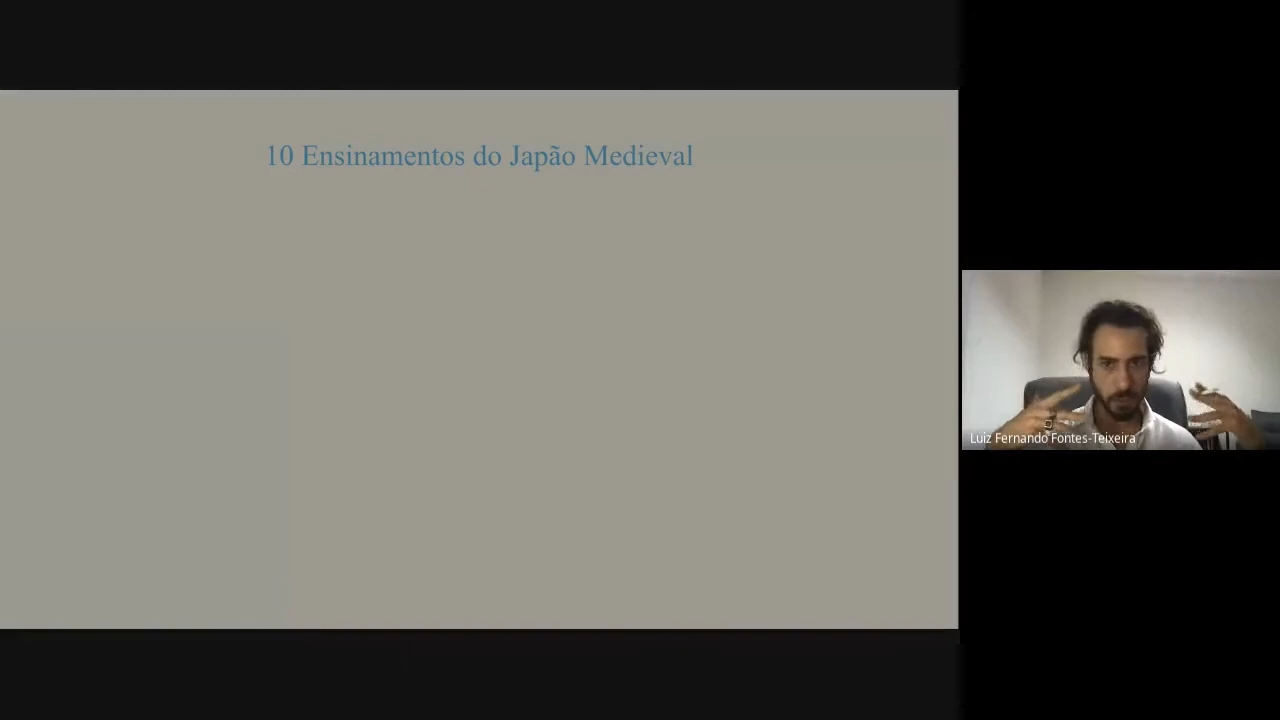 10 Ensinamentos do Japão Medieval
Luiz Fernando Fontes-Teixeira